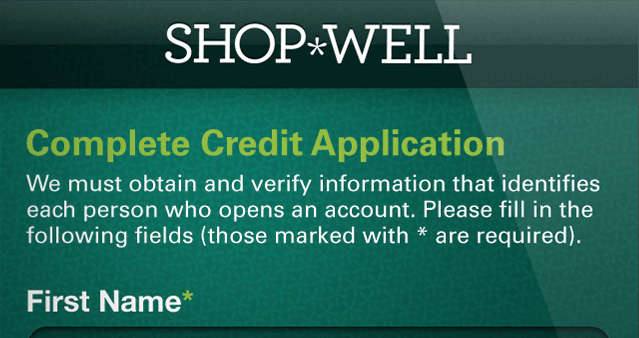 SHOP*WELL
Complete Credit Application
We must obtain and verify information that identifies
each person who opens an account. Please fill in the
following fields (those marked with * are required).
First Name*